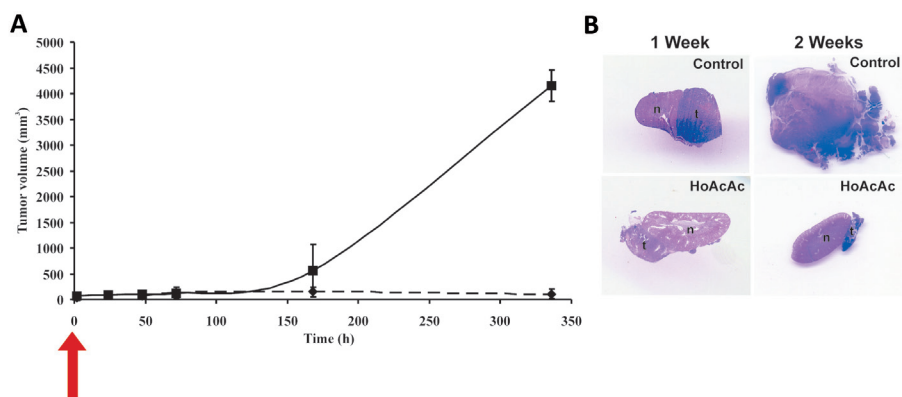 A
Tumor volume (mm³)
5000
4500
4000
3500
3000
2500
2000
1500
1000
500
0
0 50 100 150 200 250 300 350
Time (h)
B
1 Week 2 Weeks
Control Control
n t
HoAcAc HoAcAc
t n n t